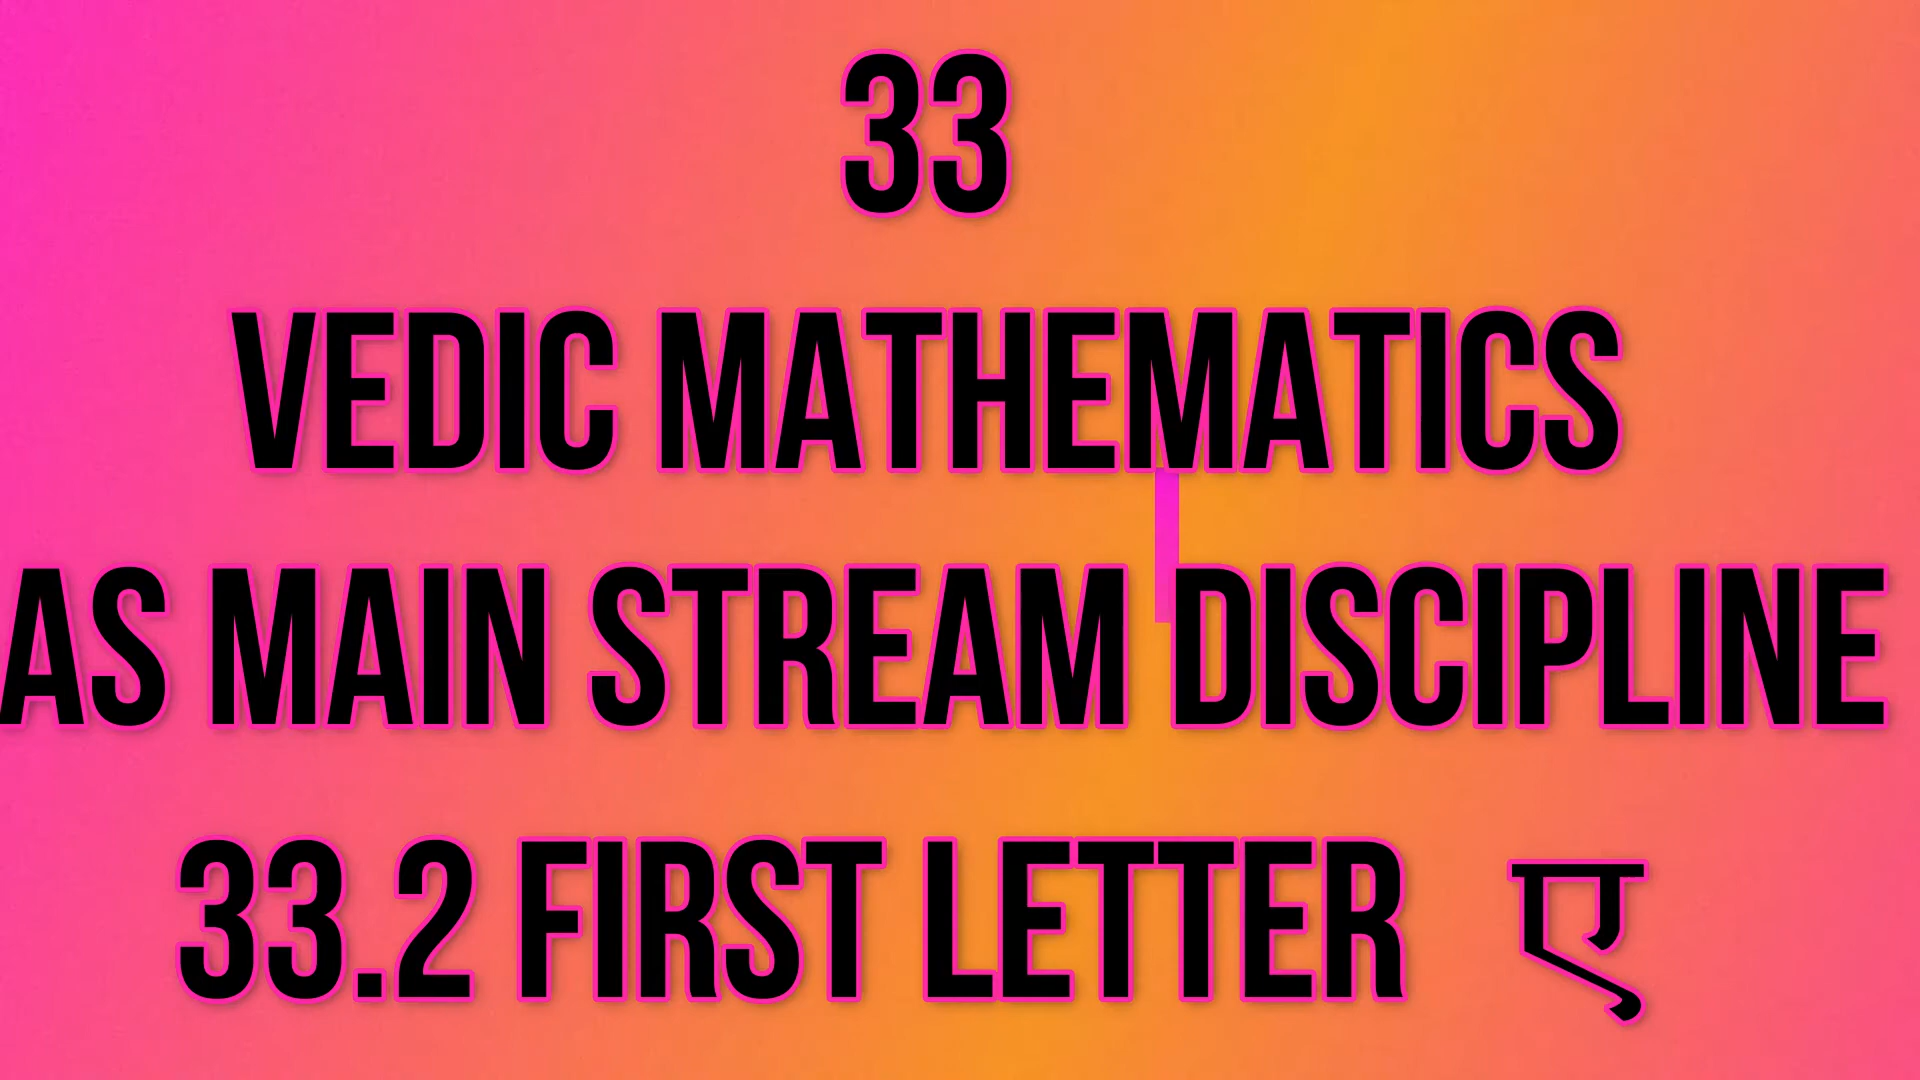 33
VEDIC MATHEMATICS
AS MAIN STREAM DISCIPLINE
33.2 FIRST LETTER ए